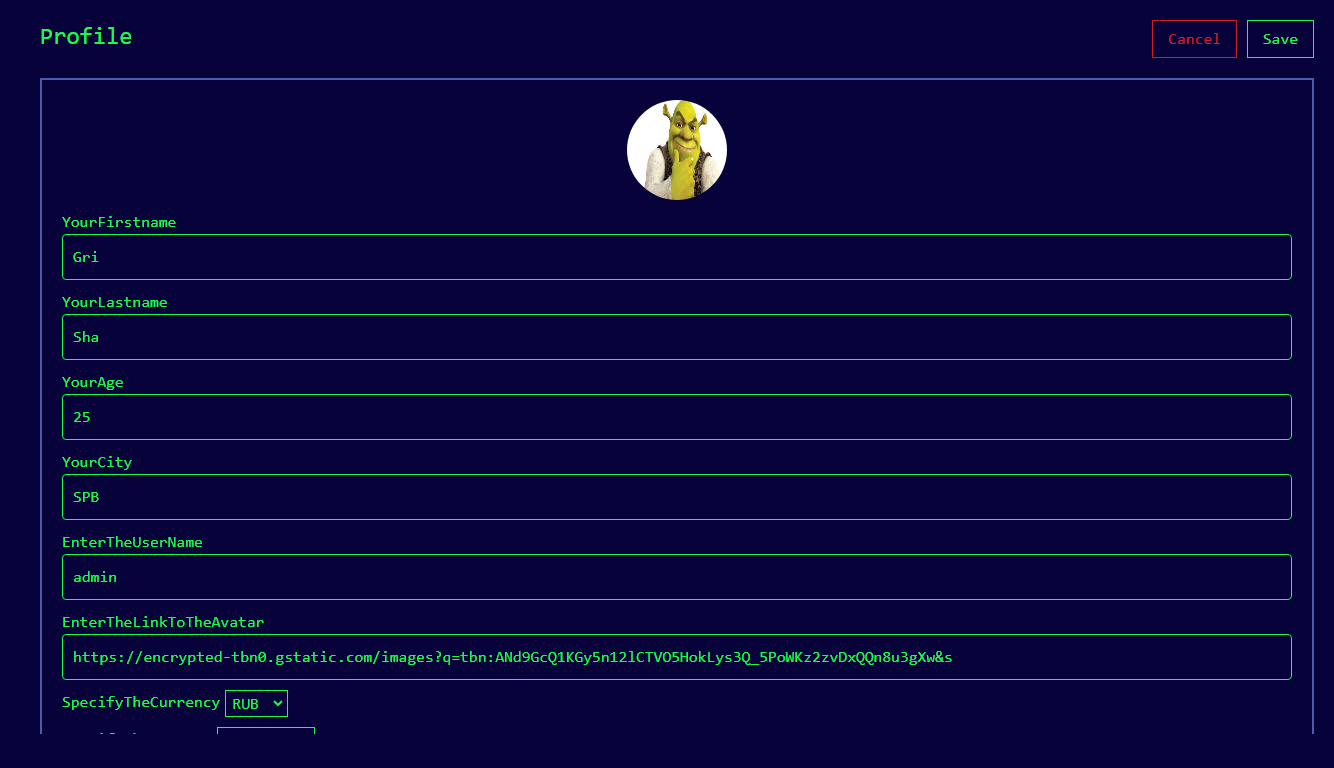 Profile
Cancel Save
YourFirstname
Gri
YourLastname
Sha
YourAge
25
YourCity
SPB
EnterTheUserName
admin
EnterTheLinkToTheAvatar
https://encrypted-tbn0.gstatic.com/images?q=tbn:ANd9GcQ1KGy5n12lCTVO5HokLys3Q_5PoWKz2zvDxQQn8u3gXw&s
SpecifyTheCurrency RUB